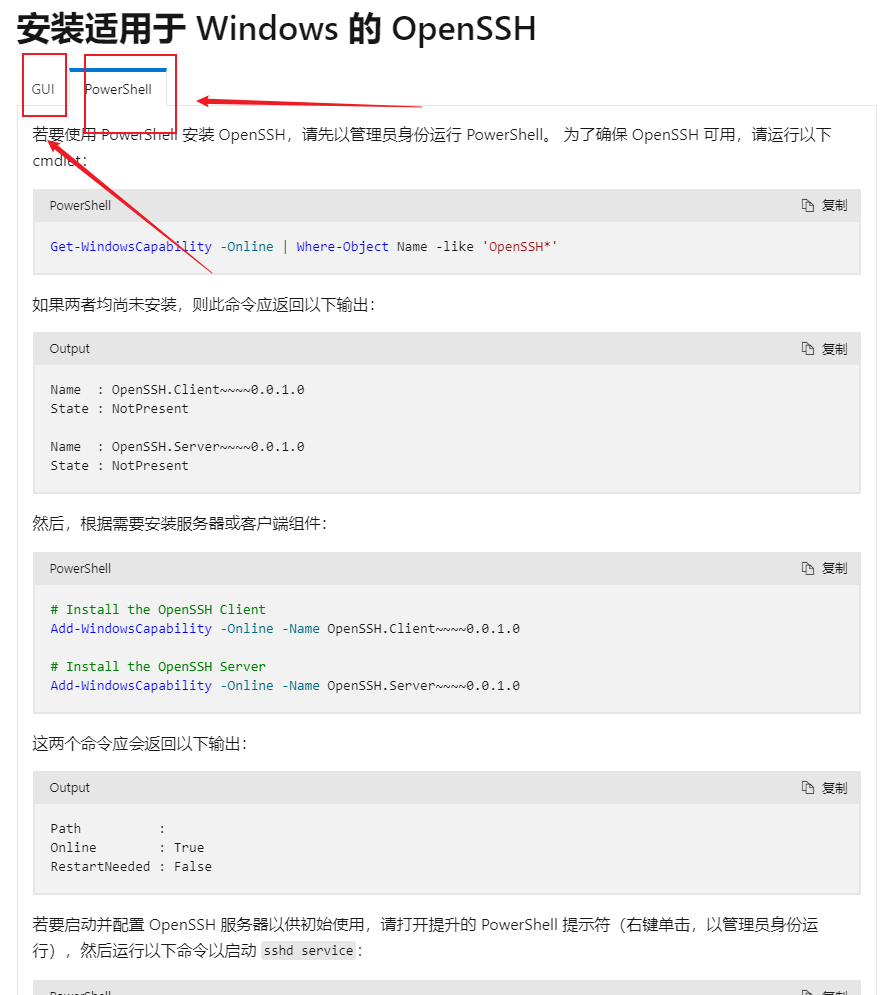 安装适用于 Windows 的 OpenSSH
GUI
PowerShell
若要使用 PowerShell 安装 OpenSSH，请先以管理员身份运行 PowerShell。 为了确保 OpenSSH 可用，请运行以下
cmdlet：
PowerShell
复制
Get-WindowsCapability -Online | Where-Object Name -like 'OpenSSH*'
如果两者均尚未安装，则此命令应返回以下输出：
Output
复制
Name  : OpenSSH.Client~~~~0.0.1.0
State : NotPresent
Name  : OpenSSH.Server~~~~0.0.1.0
State : NotPresent
然后，根据需要安装服务器或客户端组件：
PowerShell
复制
# Install the OpenSSH Client
Add-WindowsCapability -Online -Name OpenSSH.Client~~~~0.0.1.0
# Install the OpenSSH Server
Add-WindowsCapability -Online -Name OpenSSH.Server~~~~0.0.1.0
这两个命令应会返回以下输出：
Output
复制
Path          :
Online        : True
RestartNeeded : False
若要启动并配置 OpenSSH 服务器以供初始使用，请打开提升的 PowerShell 提示符（右键单击，以管理员身份运
行），然后运行以下命令以启动 sshd service：
PowerShell
复制